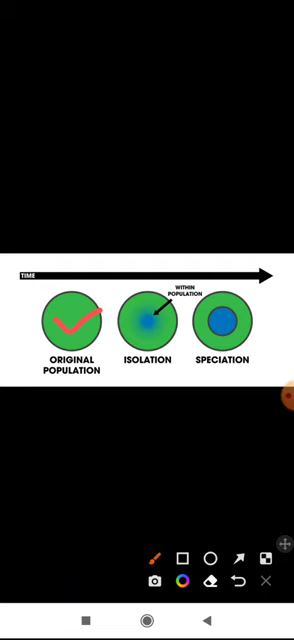 TIME
WITHIN
POPULATION
ORIGINAL
POPULATION
ISOLATION
SPECIATION